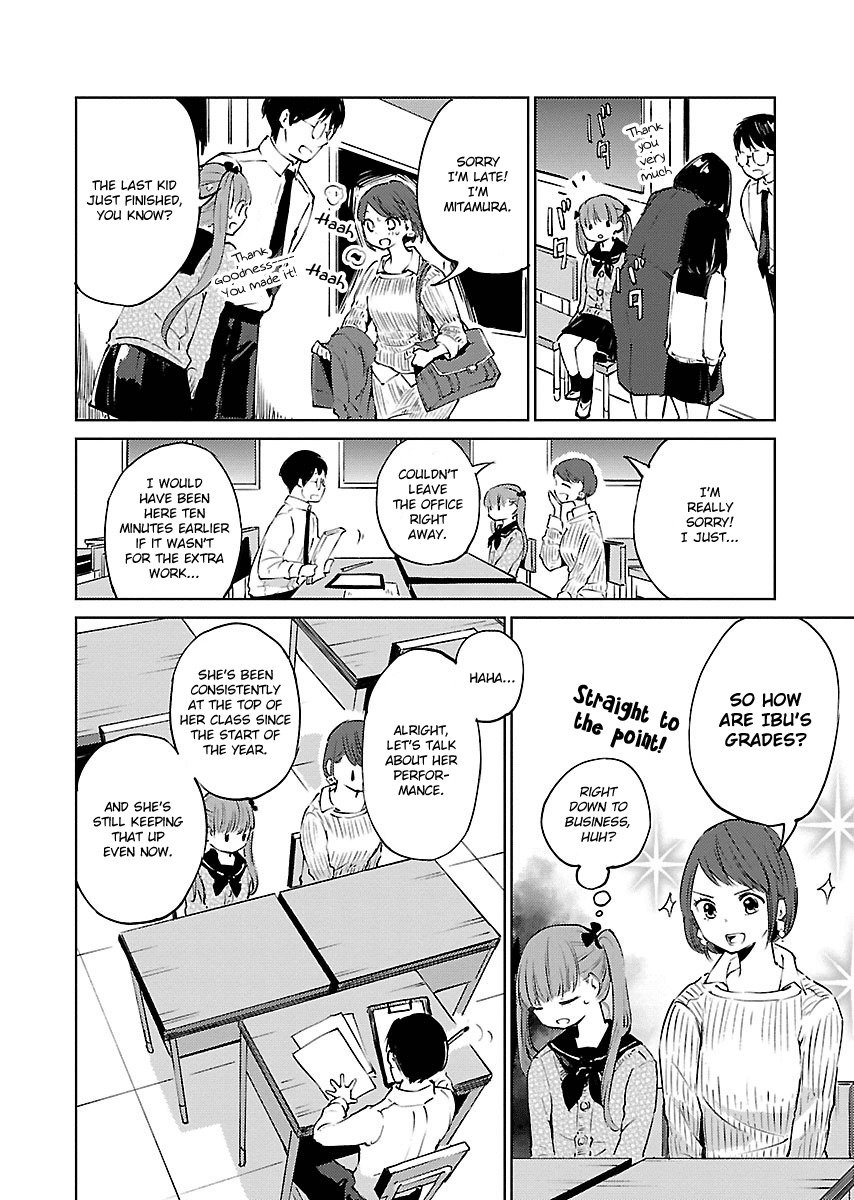 Thank
you
very
much
バタ
バタ
SORRY
I'M LATE!
I'M
MITAMURA.
Haah
Haah
THE LAST KID
JUST FINISHED,
YOU KNOW?
Thank
Goodness
you made it!
I'M
REALLY
SORRY!
I JUST...
COULDN'T
LEAVE
THE OFFICE
RIGHT
AWAY.
I WOULD
HAVE BEEN
HERE TEN
MINUTES EARLIER
IF IT WASN'T
FOR THE EXTRA
WORK...
SO HOW
ARE IBU'S
GRADES?
Straight to
the point!
RIGHT
DOWN TO
BUSINESS,
HUH?
HAHA...
ALRIGHT,
LET'S TALK
ABOUT HER
PERFOR-
MANCE.
SHE'S BEEN
CONSISTENTLY
AT THE TOP OF
HER CLASS SINCE
THE START OF
THE YEAR.
AND SHE'S
STILL KEEPING
THAT UP
EVEN NOW.